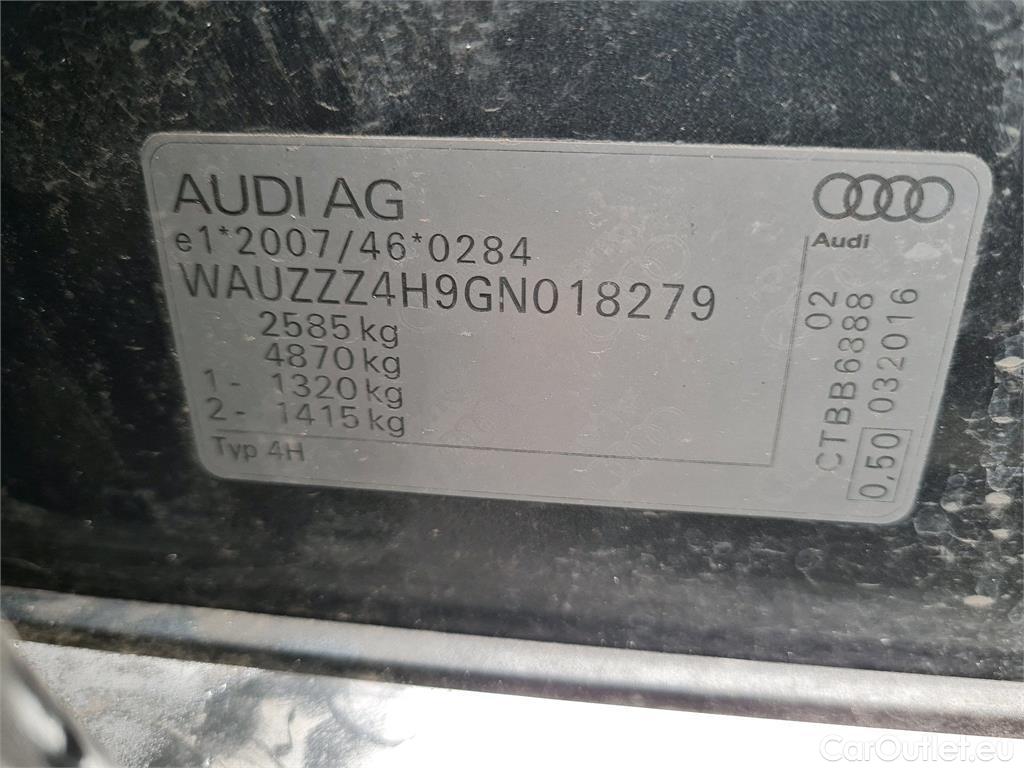 AUDI AG
e1*2007/46*0284
WAUZZZ4H9GN018279
2585 kg
4870 kg
1- 1320 kg
2- 1415 kg
Typ 4H
Audi
02
CTBB6888
0,50 032016
CarOutlet.eu